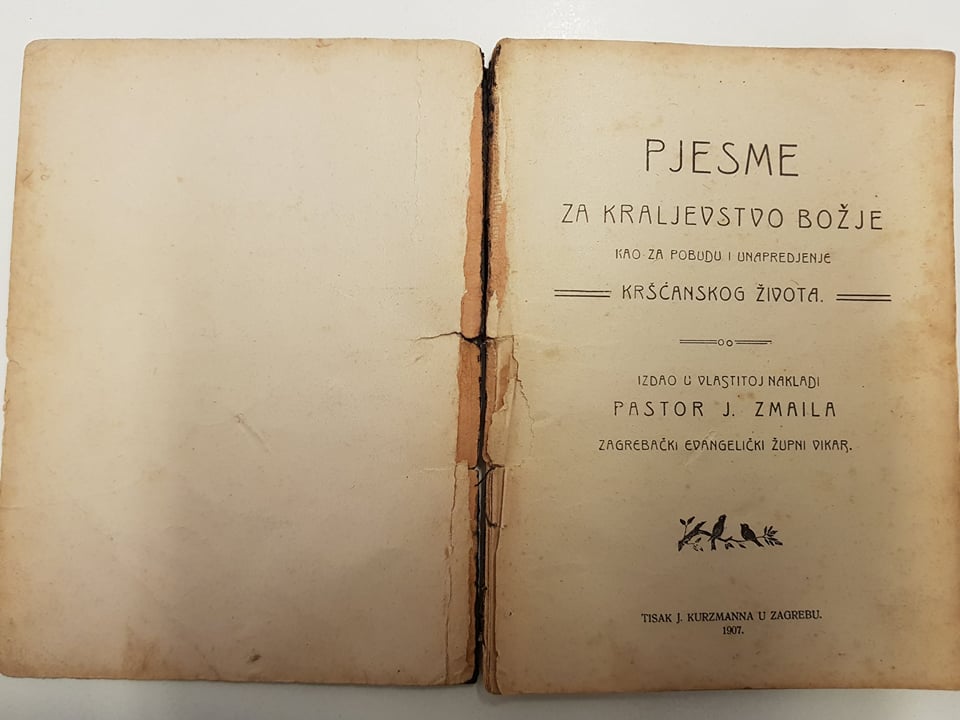 PJESME
ZA KRALJEVSTVO BOŽJE
KAO ZA POBUDU I UNAPREDJENJE
KRŠĆANSKOG ŽIVOTA.
IZDAO U VLASTITOJ NAKLADI
PASTOR J. ZMAILA
ZAGREBAČKI EVANGELIČKI ŽUPNI VIKAR.
TISAK J. KURZMANNA U ZAGREBU.
1907.